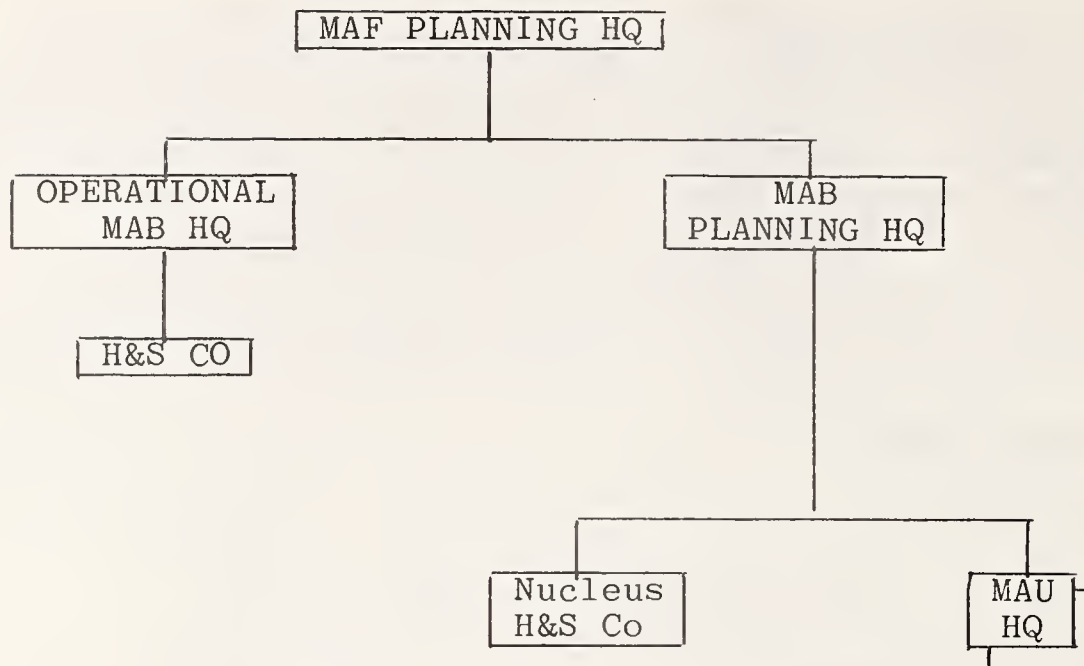 MAF PLANNING HQ
OPERATIONAL
MAB HQ
MAB
PLANNING HQ
H&S CO
Nucleus
H&S Co
MAU
HQ